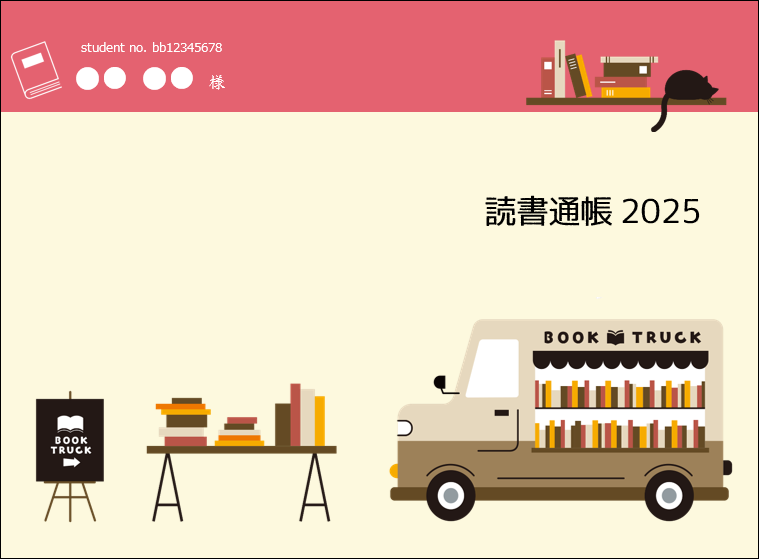 student no. bb12345678
●● ●● 様
読書通帳 2025
BOOK TRUCK
BOOK
TRUCK